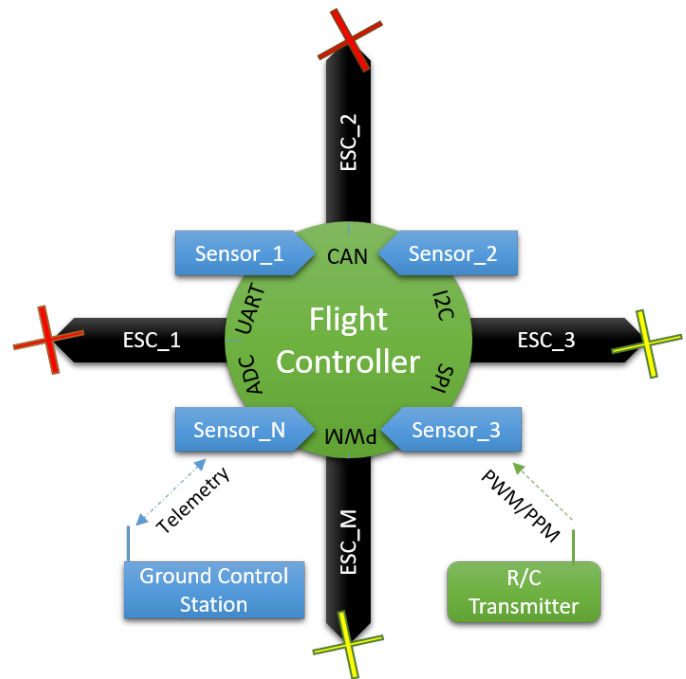 ESC_2
Sensor_1
CAN
Sensor_2
UART
I2C
Flight
Controller
ESC_1
ESC_3
ADC
SPI
Sensor_N
PWM
Sensor_3
Telemetry
PWM/PPM
ESC_M
Ground Control
Station
R/C
Transmitter